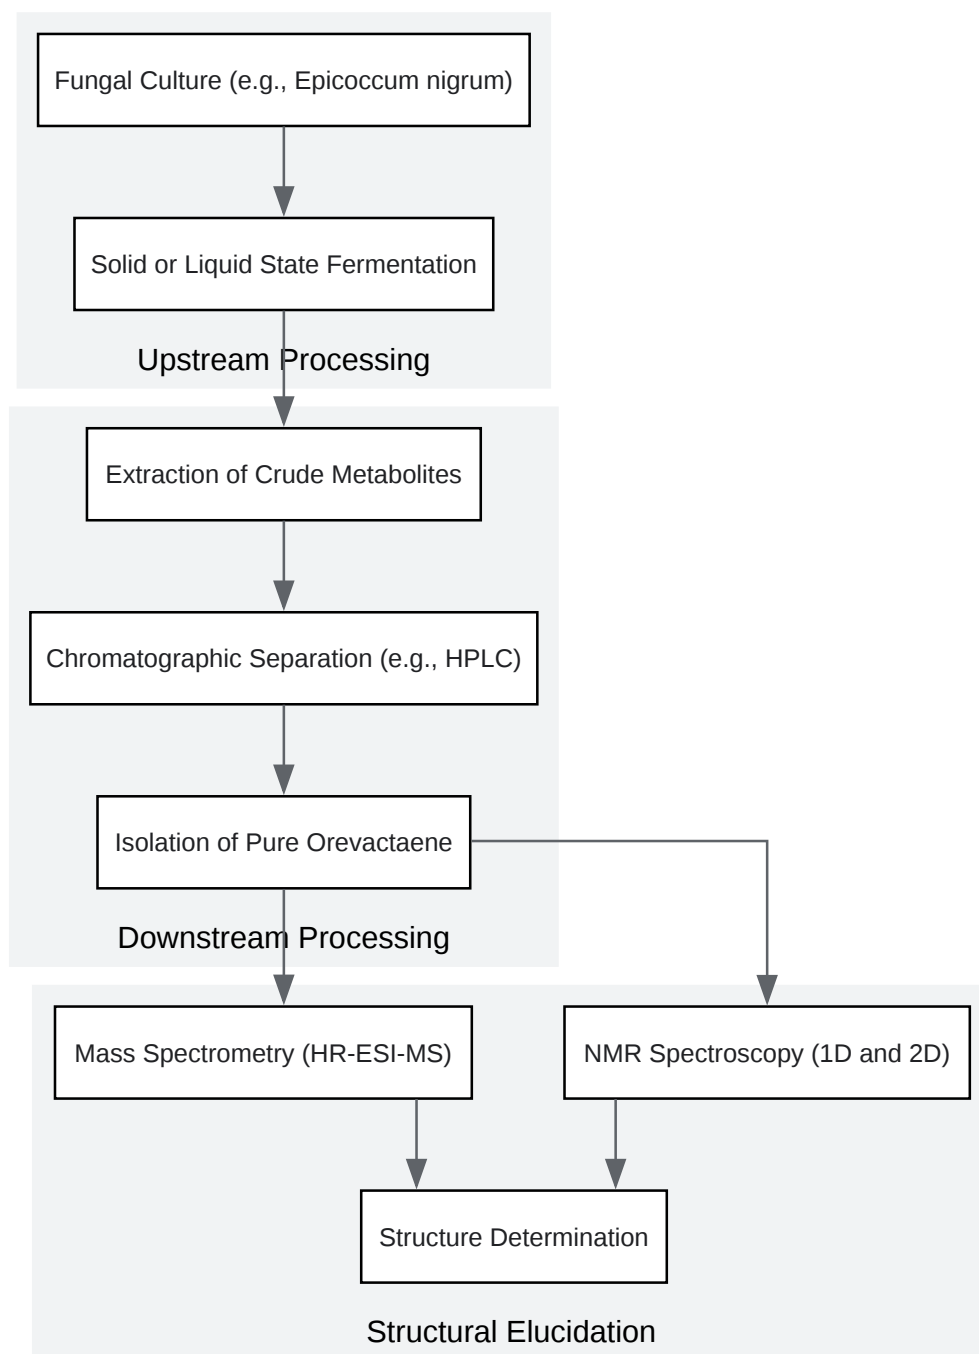 Fungal Culture (e.g., Epicoccum nigrum)
Solid or Liquid State Fermentation
Upstream Processing
Extraction of Crude Metabolites
Chromatographic Separation (e.g., HPLC)
Isolation of Pure Orevactaene
Downstream Processing
Mass Spectrometry (HR-ESI-MS)
NMR Spectroscopy (1D and 2D)
Structure Determination
Structural Elucidation